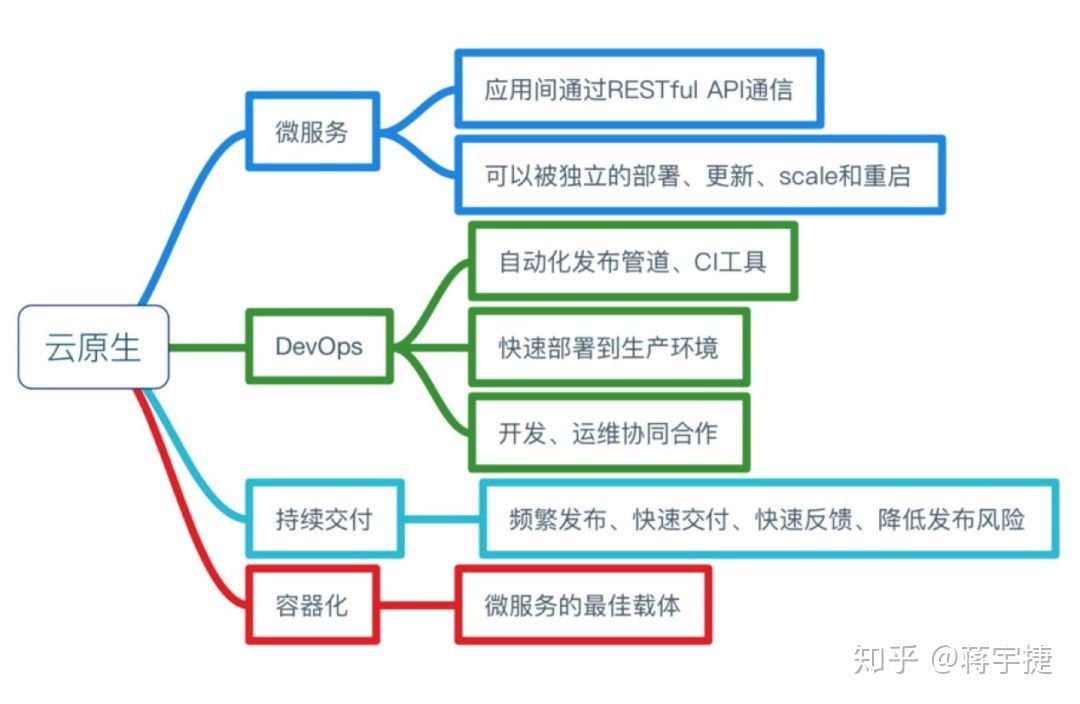 应用间通过RESTful API通信
微服务
可以被独立的部署、更新、scale和重启
自动化发布管道、CI工具
云原生
DevOps
快速部署到生产环境
开发、运维协同合作
持续交付
频繁发布、快速交付、快速反馈、降低发布风险
容器化
微服务的最佳载体
知乎 @蒋宇捷